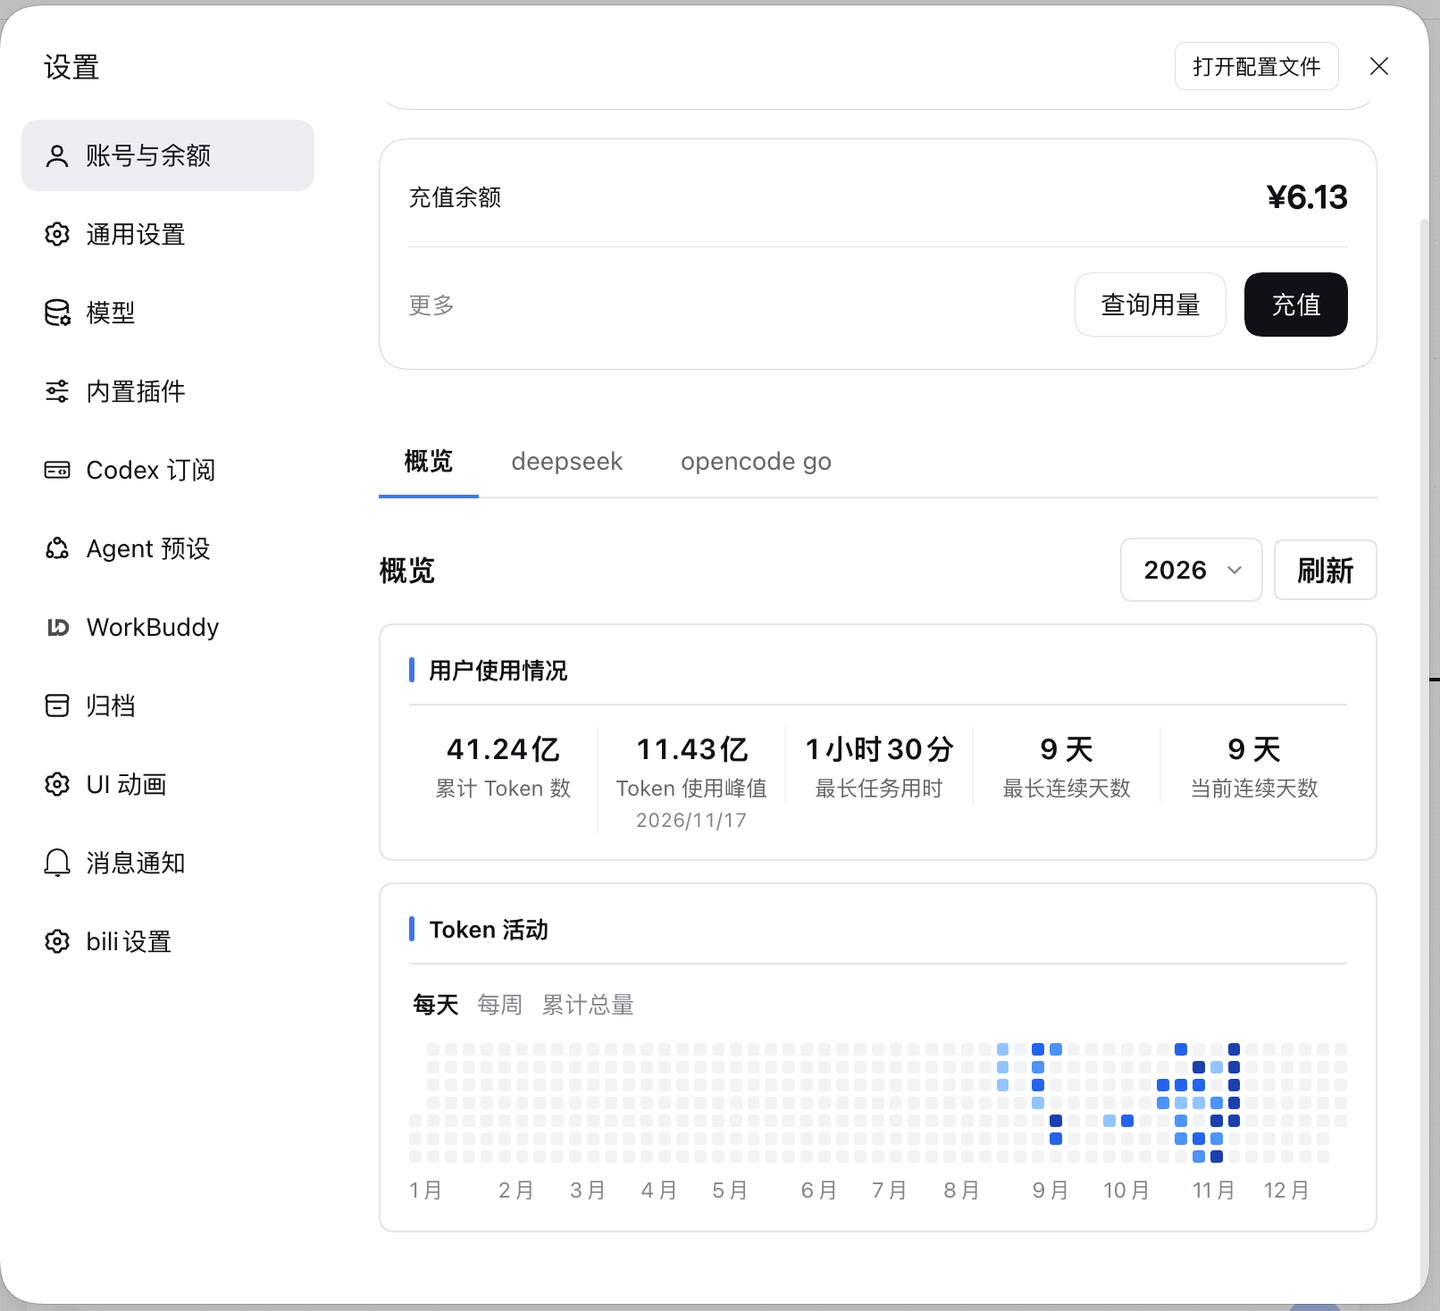 设置
打开配置文件
账号与余额
通用设置
模型
内置插件
Codex 订阅
Agent 预设
WorkBuddy
归档
UI 动画
消息通知
bili设置
充值余额
¥6.13
更多
查询用量
充值
概览
deepseek
opencode go
概览
2026
刷新
用户使用情况
41.24亿
累计 Token 数
11.43亿
Token 使用峰值
2026/11/17
1小时30分
最长任务用时
9 天
最长连续天数
9 天
当前连续天数
Token 活动
每天 每周 累计总量
1月 2月 3月 4月 5月 6月 7月 8月 9月 10月 11月 12月